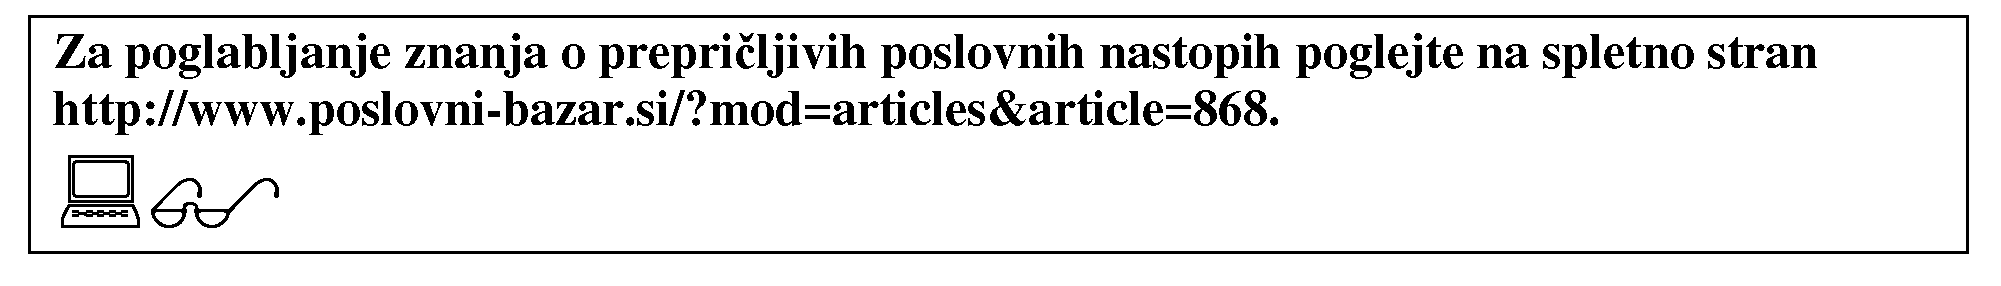 Za poglabljanje znanja o prepričljivih poslovnih nastopih poglejte na spletno stran
http://www.poslovni-bazar.si/?mod=articles&article=868.